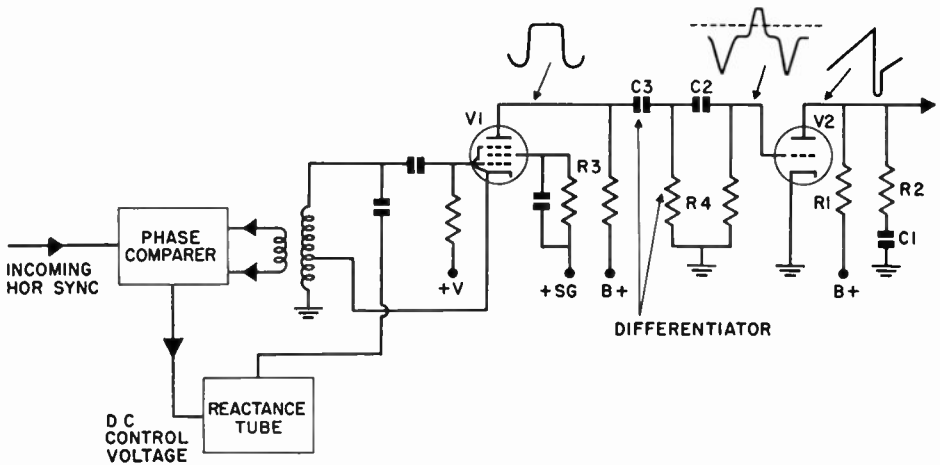 C3
C2
V1
V2
R3
R4
R1
R2
C1
PHASE
COMPARER
INCOMING
HOR SYNC
+V
+SG
B+
B+
DIFFERENTIATOR
REACTANCE
TUBE
DC
CONTROL
VOLTAGE